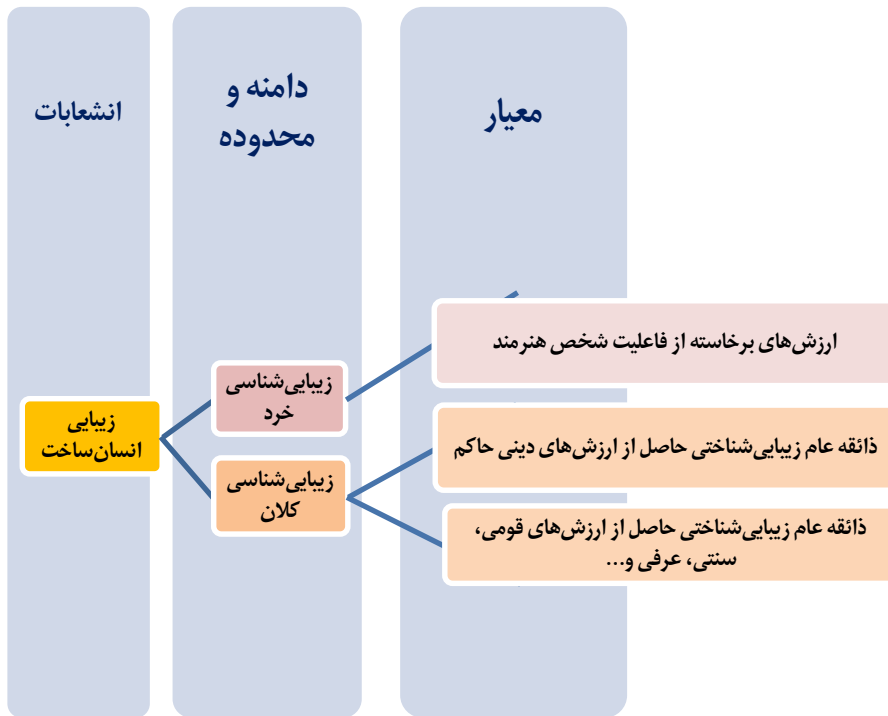 انشعابات
دامنه و
محدوده
معیار
زیبایی
انسان‌ساخت
زیبایی‌شناسی
خرد
زیبایی‌شناسی
کلان
ارزش‌های برخاسته از فاعلیت شخص هنرمند
ذائقه عام زیبایی‌شناختی حاصل از ارزش‌های دینی حاکم
ذائقه عام زیبایی‌شناختی حاصل از ارزش‌های قومی،
سنتی، عرفی و...